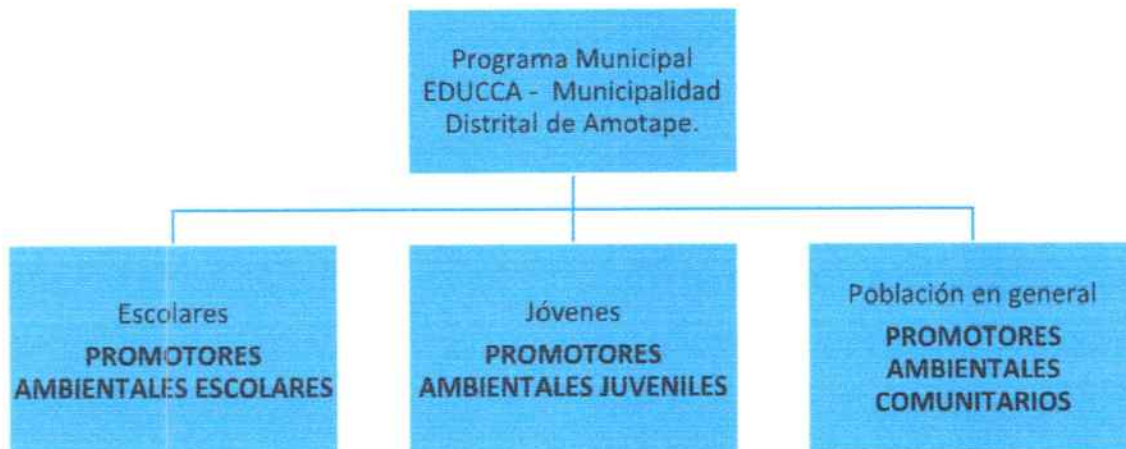 Programa Municipal
EDUCCA - Municipalidad
Distrital de Amotape.
Escolares
PROMOTORES
AMBIENTALES ESCOLARES
Jóvenes
PROMOTORES
AMBIENTALES JUVENILES
Población en general
PROMOTORES
AMBIENTALES
COMUNITARIOS